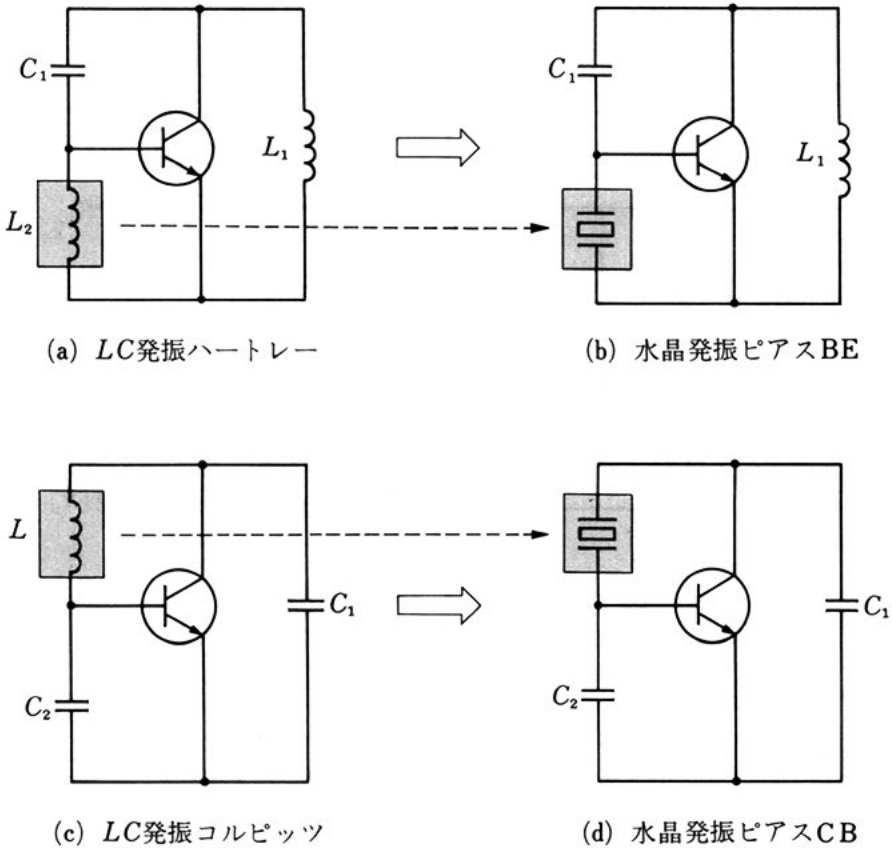 C₁
C₁
L₁
L₁
L₂
(a) LC発振ハートレー
(b) 水晶発振ピアスBE
L
C₁
C₁
C₂
C₂
(c) LC発振コルピッツ
(d) 水晶発振ピアスCB